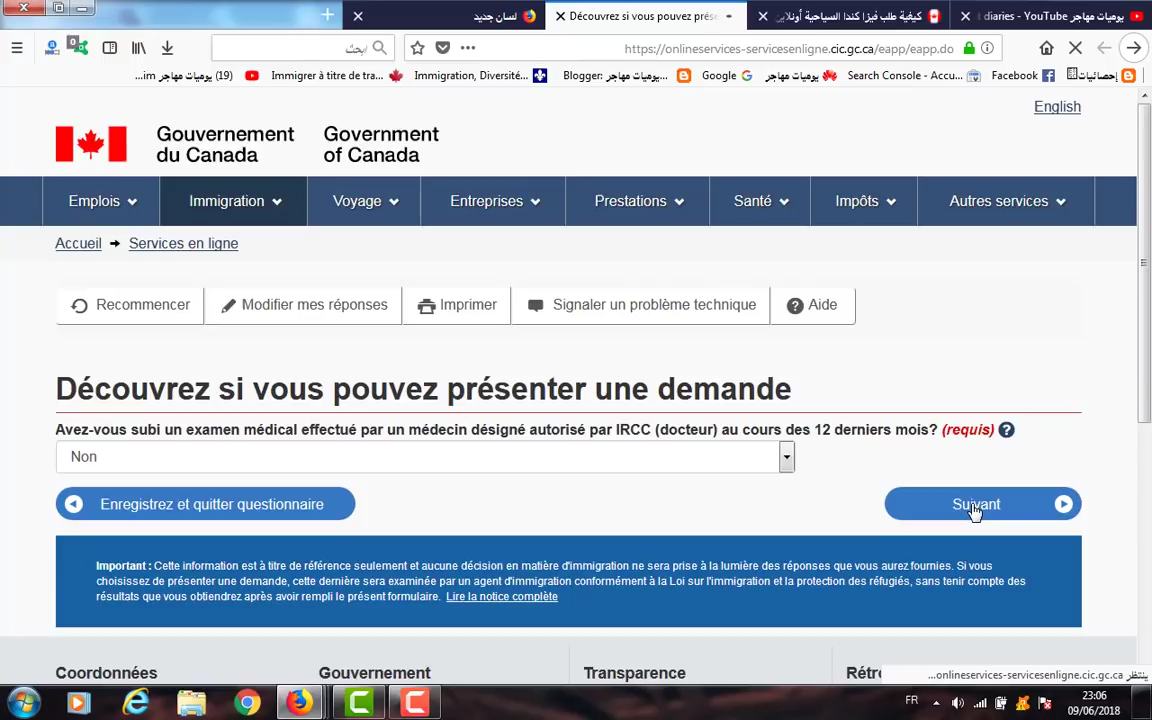 لسان جديد
Découvrez si vous pouvez prése
كيفية طلب فيزا كندا السياحية أونلاين
يوميات مهاجر diaries - YouTube
ابحث
https://onlineservices-servicesenligne.cic.gc.ca/eapp/eapp.do
...im يوميات مهاجر (19)
Immigrer à titre de tra...
Immigration, Diversité...
Blogger: يوميات مهاجر...
Google
يوميات مهاجر
Search Console - Accu...
Facebook
إحصائيات
English
Gouvernement du Canada
Government of Canada
Emplois
Immigration
Voyage
Entreprises
Prestations
Santé
Impôts
Autres services
Accueil
Services en ligne
Recommencer
Modifier mes réponses
Imprimer
Signaler un problème technique
Aide
Découvrez si vous pouvez présenter une demande
Avez-vous subi un examen médical effectué par un médecin désigné autorisé par IRCC (docteur) au cours des 12 derniers mois? (requis)
Non
Enregistrez et quitter questionnaire
Suivant
Important : Cette information est à titre de référence seulement et aucune décision en matière d'immigration ne sera prise à la lumière des réponses que vous aurez fournies. Si vous
choisissez de présenter une demande, cette dernière sera examinée par un agent d'immigration conformément à la Loi sur l'immigration et la protection des réfugiés, sans tenir compte des
résultats que vous obtiendrez après avoir rempli le présent formulaire. Lire la notice complète
Coordonnées
Gouvernement
Transparence
Rétro
ينتظر onlineservices-servicesenligne.cic.gc.ca...
FR
23:06
09/06/2018